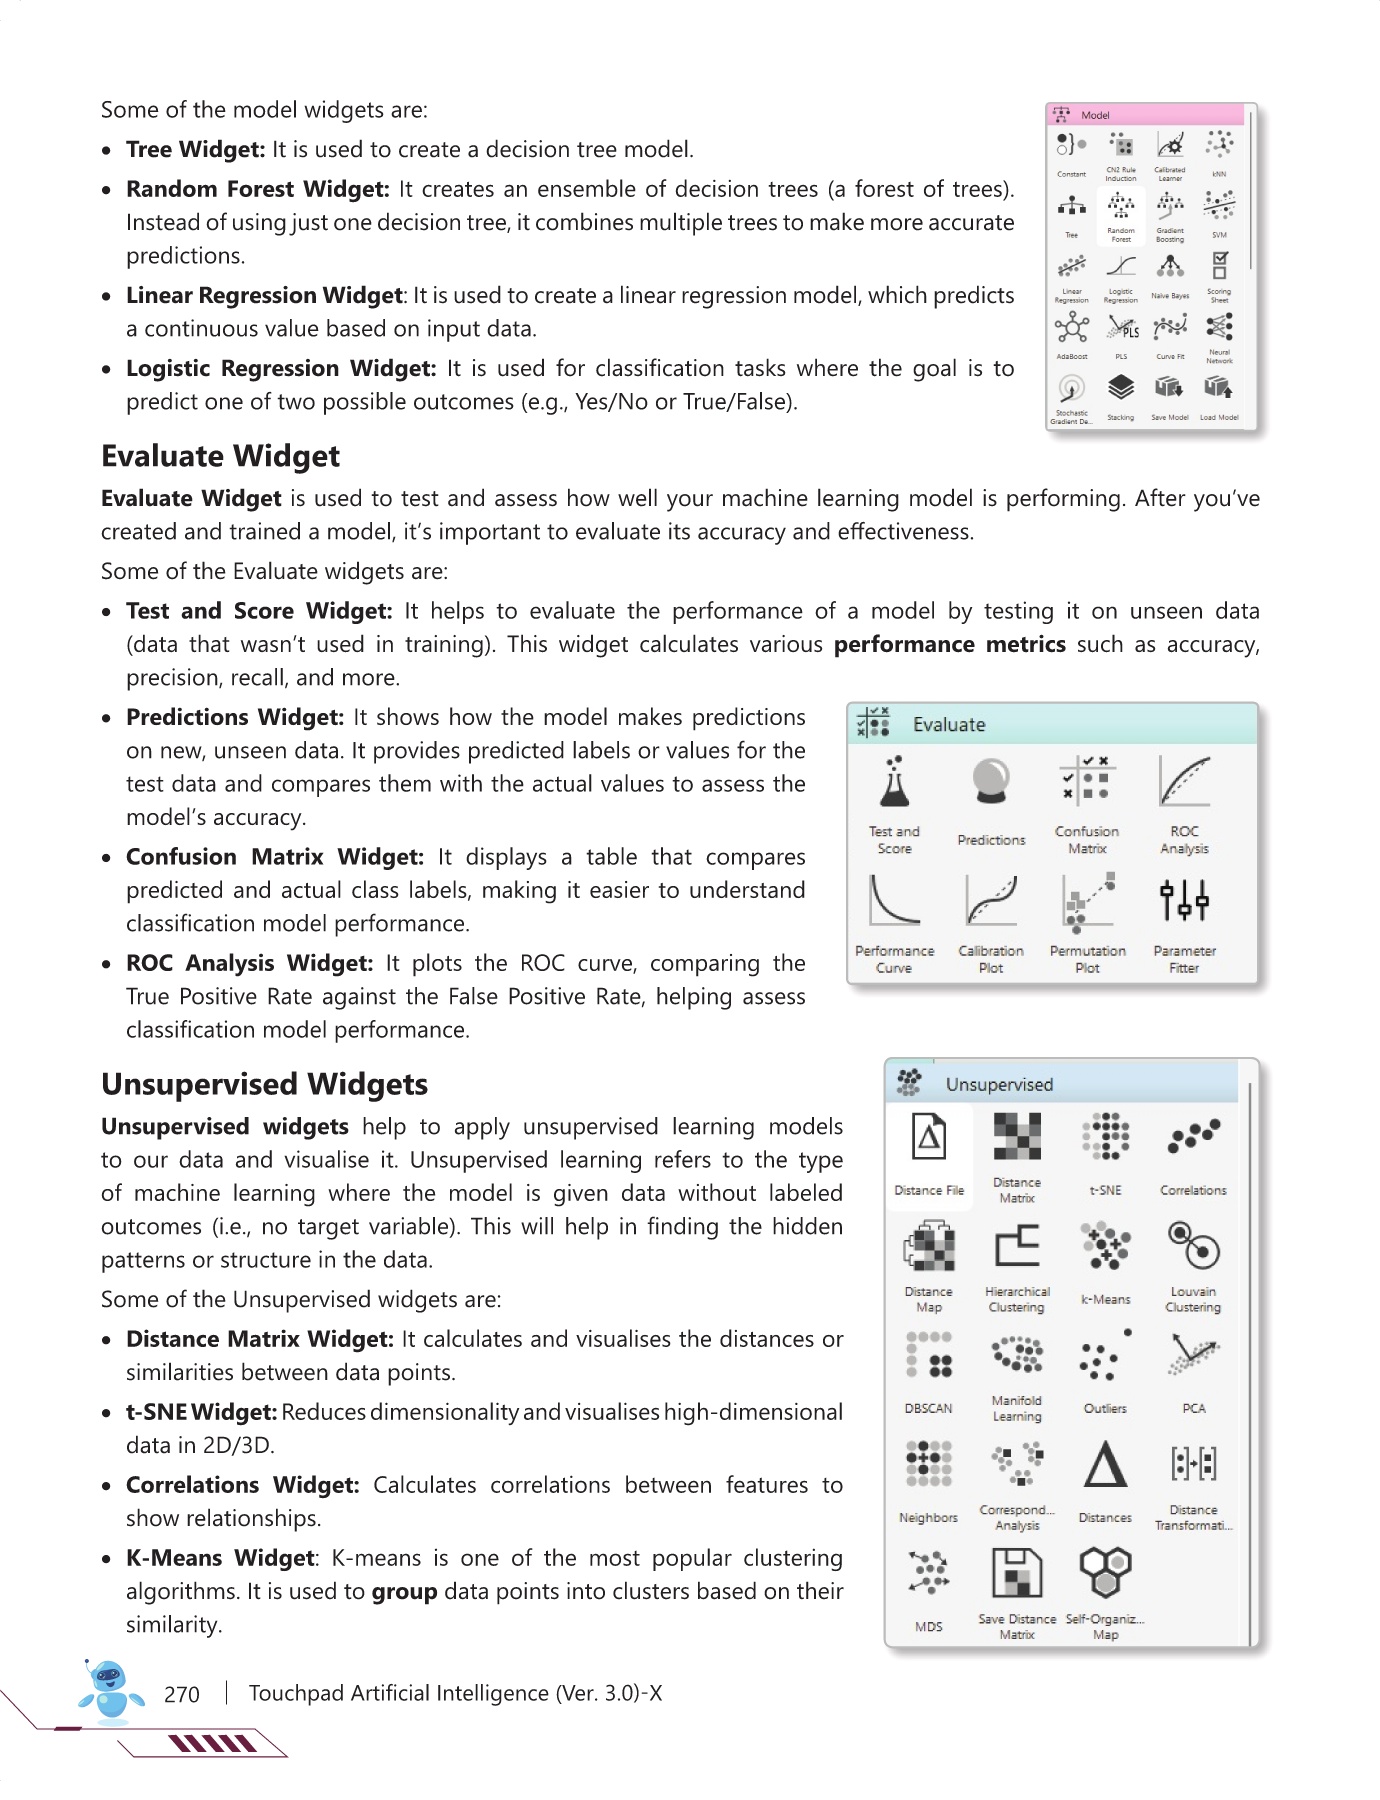 Some of the model widgets are:
• Tree Widget: It is used to create a decision tree model.
• Random Forest Widget: It creates an ensemble of decision trees (a forest of trees).
Instead of using just one decision tree, it combines multiple trees to make more accurate
predictions.
• Linear Regression Widget: It is used to create a linear regression model, which predicts
a continuous value based on input data.
• Logistic Regression Widget: It is used for classification tasks where the goal is to
predict one of two possible outcomes (e.g., Yes/No or True/False).
Model
Constant
CN2 Rule
Induction
Calibrated
Learner
kNN
Tree
Random
Forest
Gradient
Boosting
SVM
Linear
Regression
Logistic
Regression
Naive Bayes
Scoring
Sheet
PLS
AdaBoost
PLS
Curve Fit
Neural
Network
Stochastic
Gradient De...
Stacking
Save Model
Load Model
Evaluate Widget
Evaluate Widget is used to test and assess how well your machine learning model is performing. After you’ve
created and trained a model, it’s important to evaluate its accuracy and effectiveness.
Some of the Evaluate widgets are:
• Test and Score Widget: It helps to evaluate the performance of a model by testing it on unseen data
(data that wasn’t used in training). This widget calculates various performance metrics such as accuracy,
precision, recall, and more.
• Predictions Widget: It shows how the model makes predictions
on new, unseen data. It provides predicted labels or values for the
test data and compares them with the actual values to assess the
model’s accuracy.
• Confusion Matrix Widget: It displays a table that compares
predicted and actual class labels, making it easier to understand
classification model performance.
• ROC Analysis Widget: It plots the ROC curve, comparing the
True Positive Rate against the False Positive Rate, helping assess
classification model performance.
Evaluate
Test and
Score
Predictions
Confusion
Matrix
ROC
Analysis
Performance
Curve
Calibration
Plot
Permutation
Plot
Parameter
Fitter
Unsupervised Widgets
Unsupervised widgets help to apply unsupervised learning models
to our data and visualise it. Unsupervised learning refers to the type
of machine learning where the model is given data without labeled
outcomes (i.e., no target variable). This will help in finding the hidden
patterns or structure in the data.
Some of the Unsupervised widgets are:
• Distance Matrix Widget: It calculates and visualises the distances or
similarities between data points.
• t-SNE Widget: Reduces dimensionality and visualises high-dimensional
data in 2D/3D.
• Correlations Widget: Calculates correlations between features to
show relationships.
• K-Means Widget: K-means is one of the most popular clustering
algorithms. It is used to group data points into clusters based on their
similarity.
Unsupervised
Distance File
Distance
Matrix
t-SNE
Correlations
Distance
Map
Hierarchical
Clustering
k-Means
Louvain
Clustering
DBSCAN
Manifold
Learning
Outliers
PCA
Neighbors
Correspond...
Analysis
Distances
Distance
Transformati...
MDS
Save Distance
Matrix
Self-Organiz...
Map
270 | Touchpad Artificial Intelligence (Ver. 3.0)-X